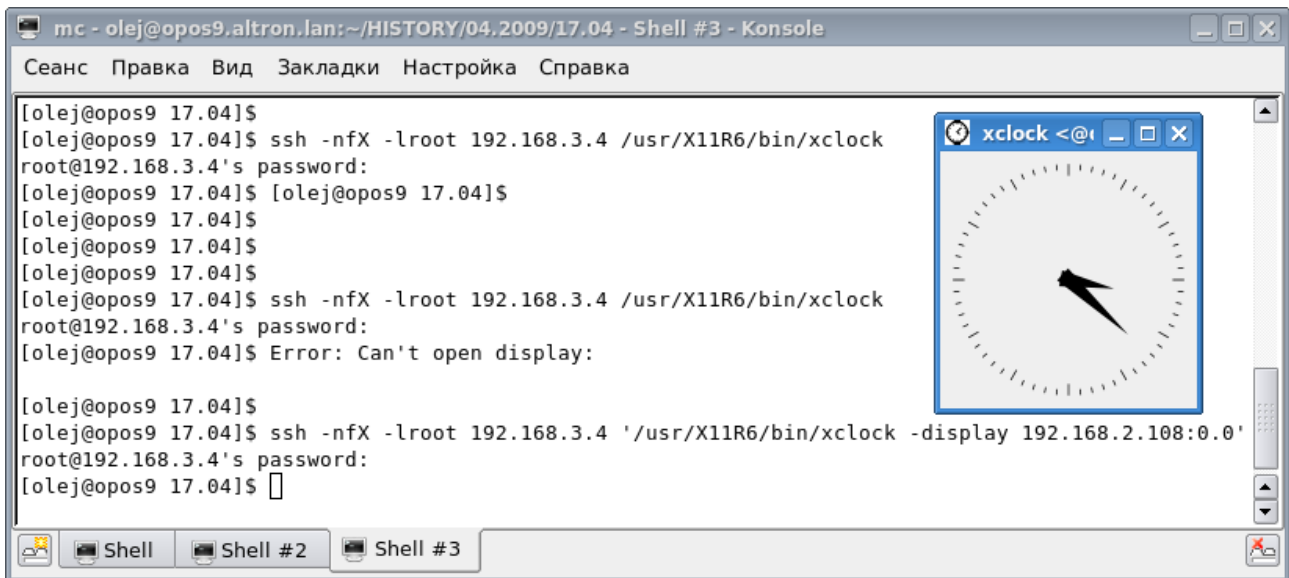 mc - olej@opos9.altron.lan:~/HISTORY/04.2009/17.04 - Shell #3 - Konsole
Сеанс Правка Вид Закладки Настройка Справка
[olej@opos9 17.04]$
[olej@opos9 17.04]$ ssh -nfX -lroot 192.168.3.4 /usr/X11R6/bin/xclock
root@192.168.3.4's password:
[olej@opos9 17.04]$ [olej@opos9 17.04]$
[olej@opos9 17.04]$
[olej@opos9 17.04]$
[olej@opos9 17.04]$
[olej@opos9 17.04]$ ssh -nfX -lroot 192.168.3.4 /usr/X11R6/bin/xclock
root@192.168.3.4's password:
[olej@opos9 17.04]$ Error: Can't open display:
[olej@opos9 17.04]$
[olej@opos9 17.04]$ ssh -nfX -lroot 192.168.3.4 '/usr/X11R6/bin/xclock -display 192.168.2.108:0.0'
root@192.168.3.4's password:
[olej@opos9 17.04]$
xclock <@
Shell
Shell #2
Shell #3